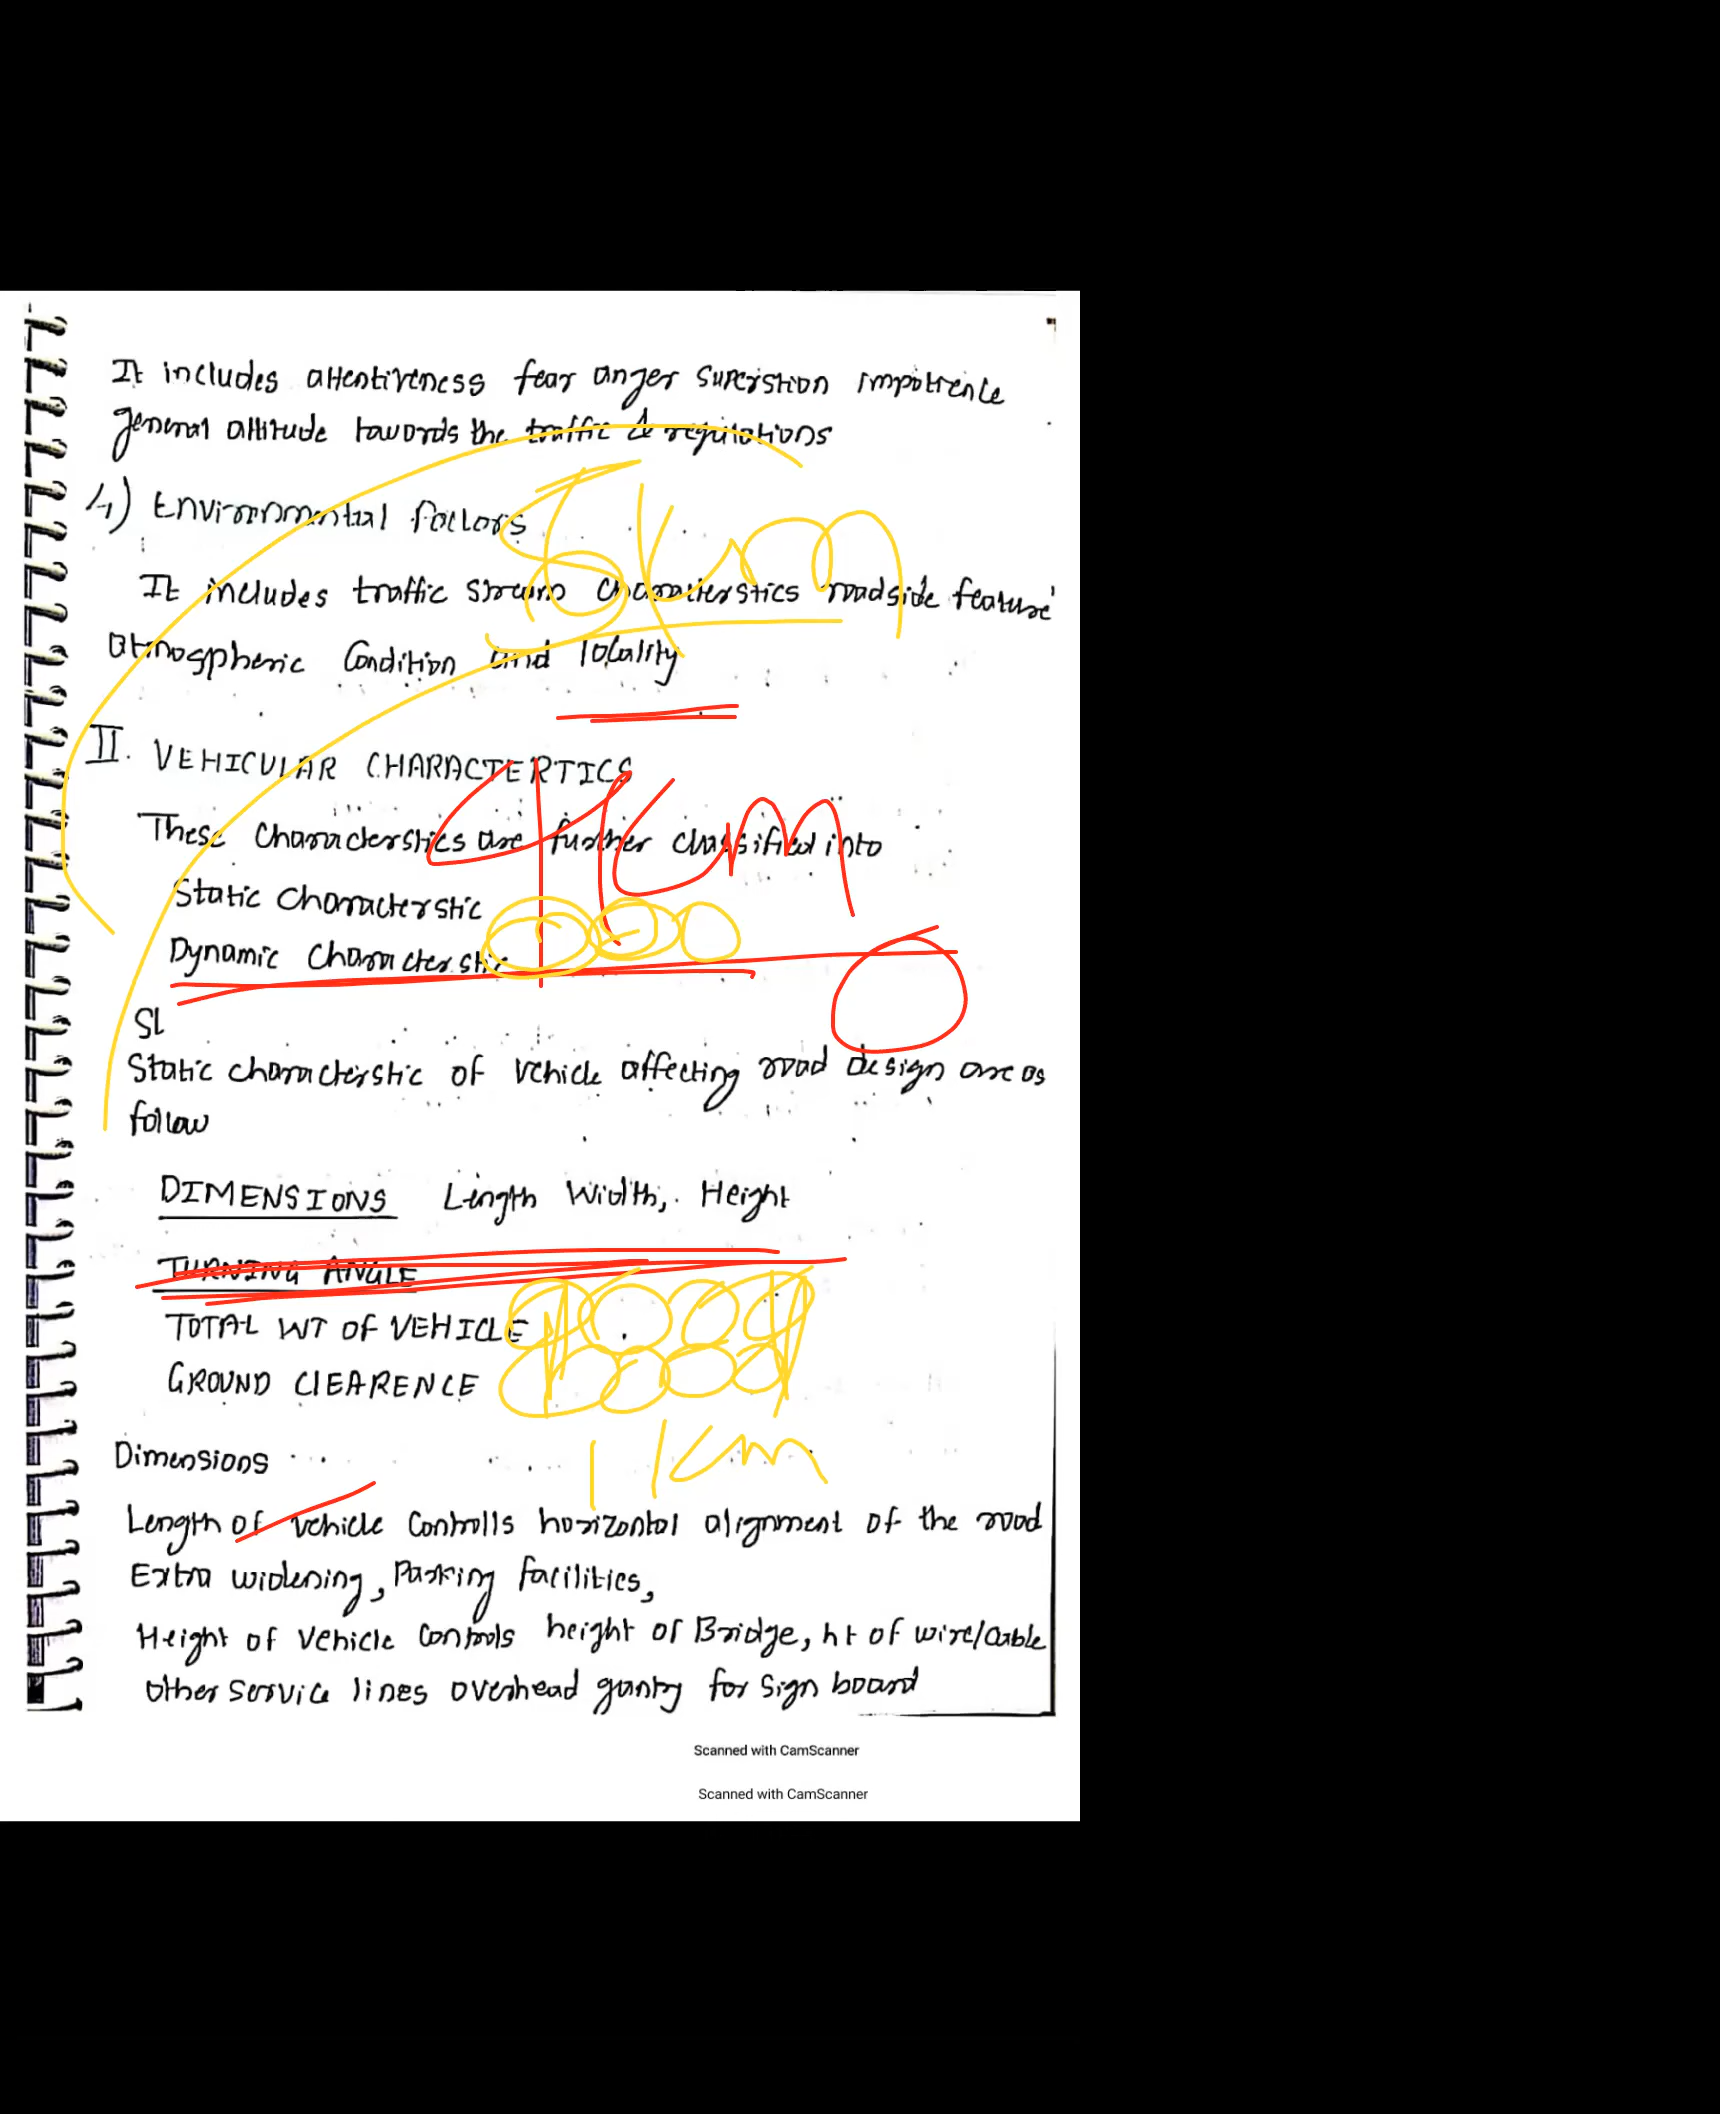 It includes attentiveness fear anger supristion impatience
general attitude towards the traffic & regulations
4) Environmental factors
5km
It includes traffic stream characterstics roadside feature
atmospheric Condition and locality
II. VEHICULAR CHARACTERTICS
4km
These Characterstics are further classified into
Static Characterstic
Dynamic Characterstic
SL
Static characterstic of vehicle affecting road design are as
follow
DIMENSIONS Length Width, Height
TURNING ANGLE
TOTAL WT OF VEHICLE
GROUND ClEARENCE
1 km
Dimensions
Length of vehicle Controlls horizontal alignment of the road
Extra widening, Parking facilities,
Height of vehicle Controls height of Bridge, ht of wire/cable
other service lines overhead gantry for sign board
Scanned with CamScanner
Scanned with CamScanner